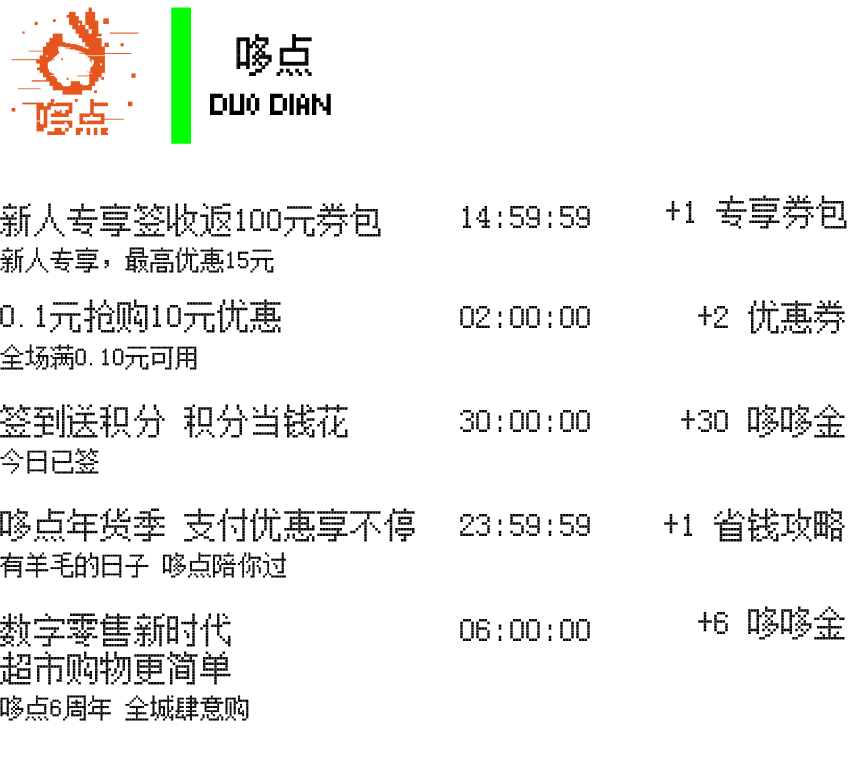 哆点
哆点
DUO DIAN
新人专享签收返100元券包 14:59:59 +1 专享券包
新人专享，最高优惠15元
0.1元抢购10元优惠 02:00:00 +2 优惠券
全场满0.10元可用
签到送积分 积分当钱花 30:00:00 +30 哆哆金
今日已签
哆点年货季 支付优惠享不停 23:59:59 +1 省钱攻略
有羊毛的日子 哆点陪你过
数字零售新时代 06:00:00 +6 哆哆金
超市购物更简单
哆点6周年 全城肆意购